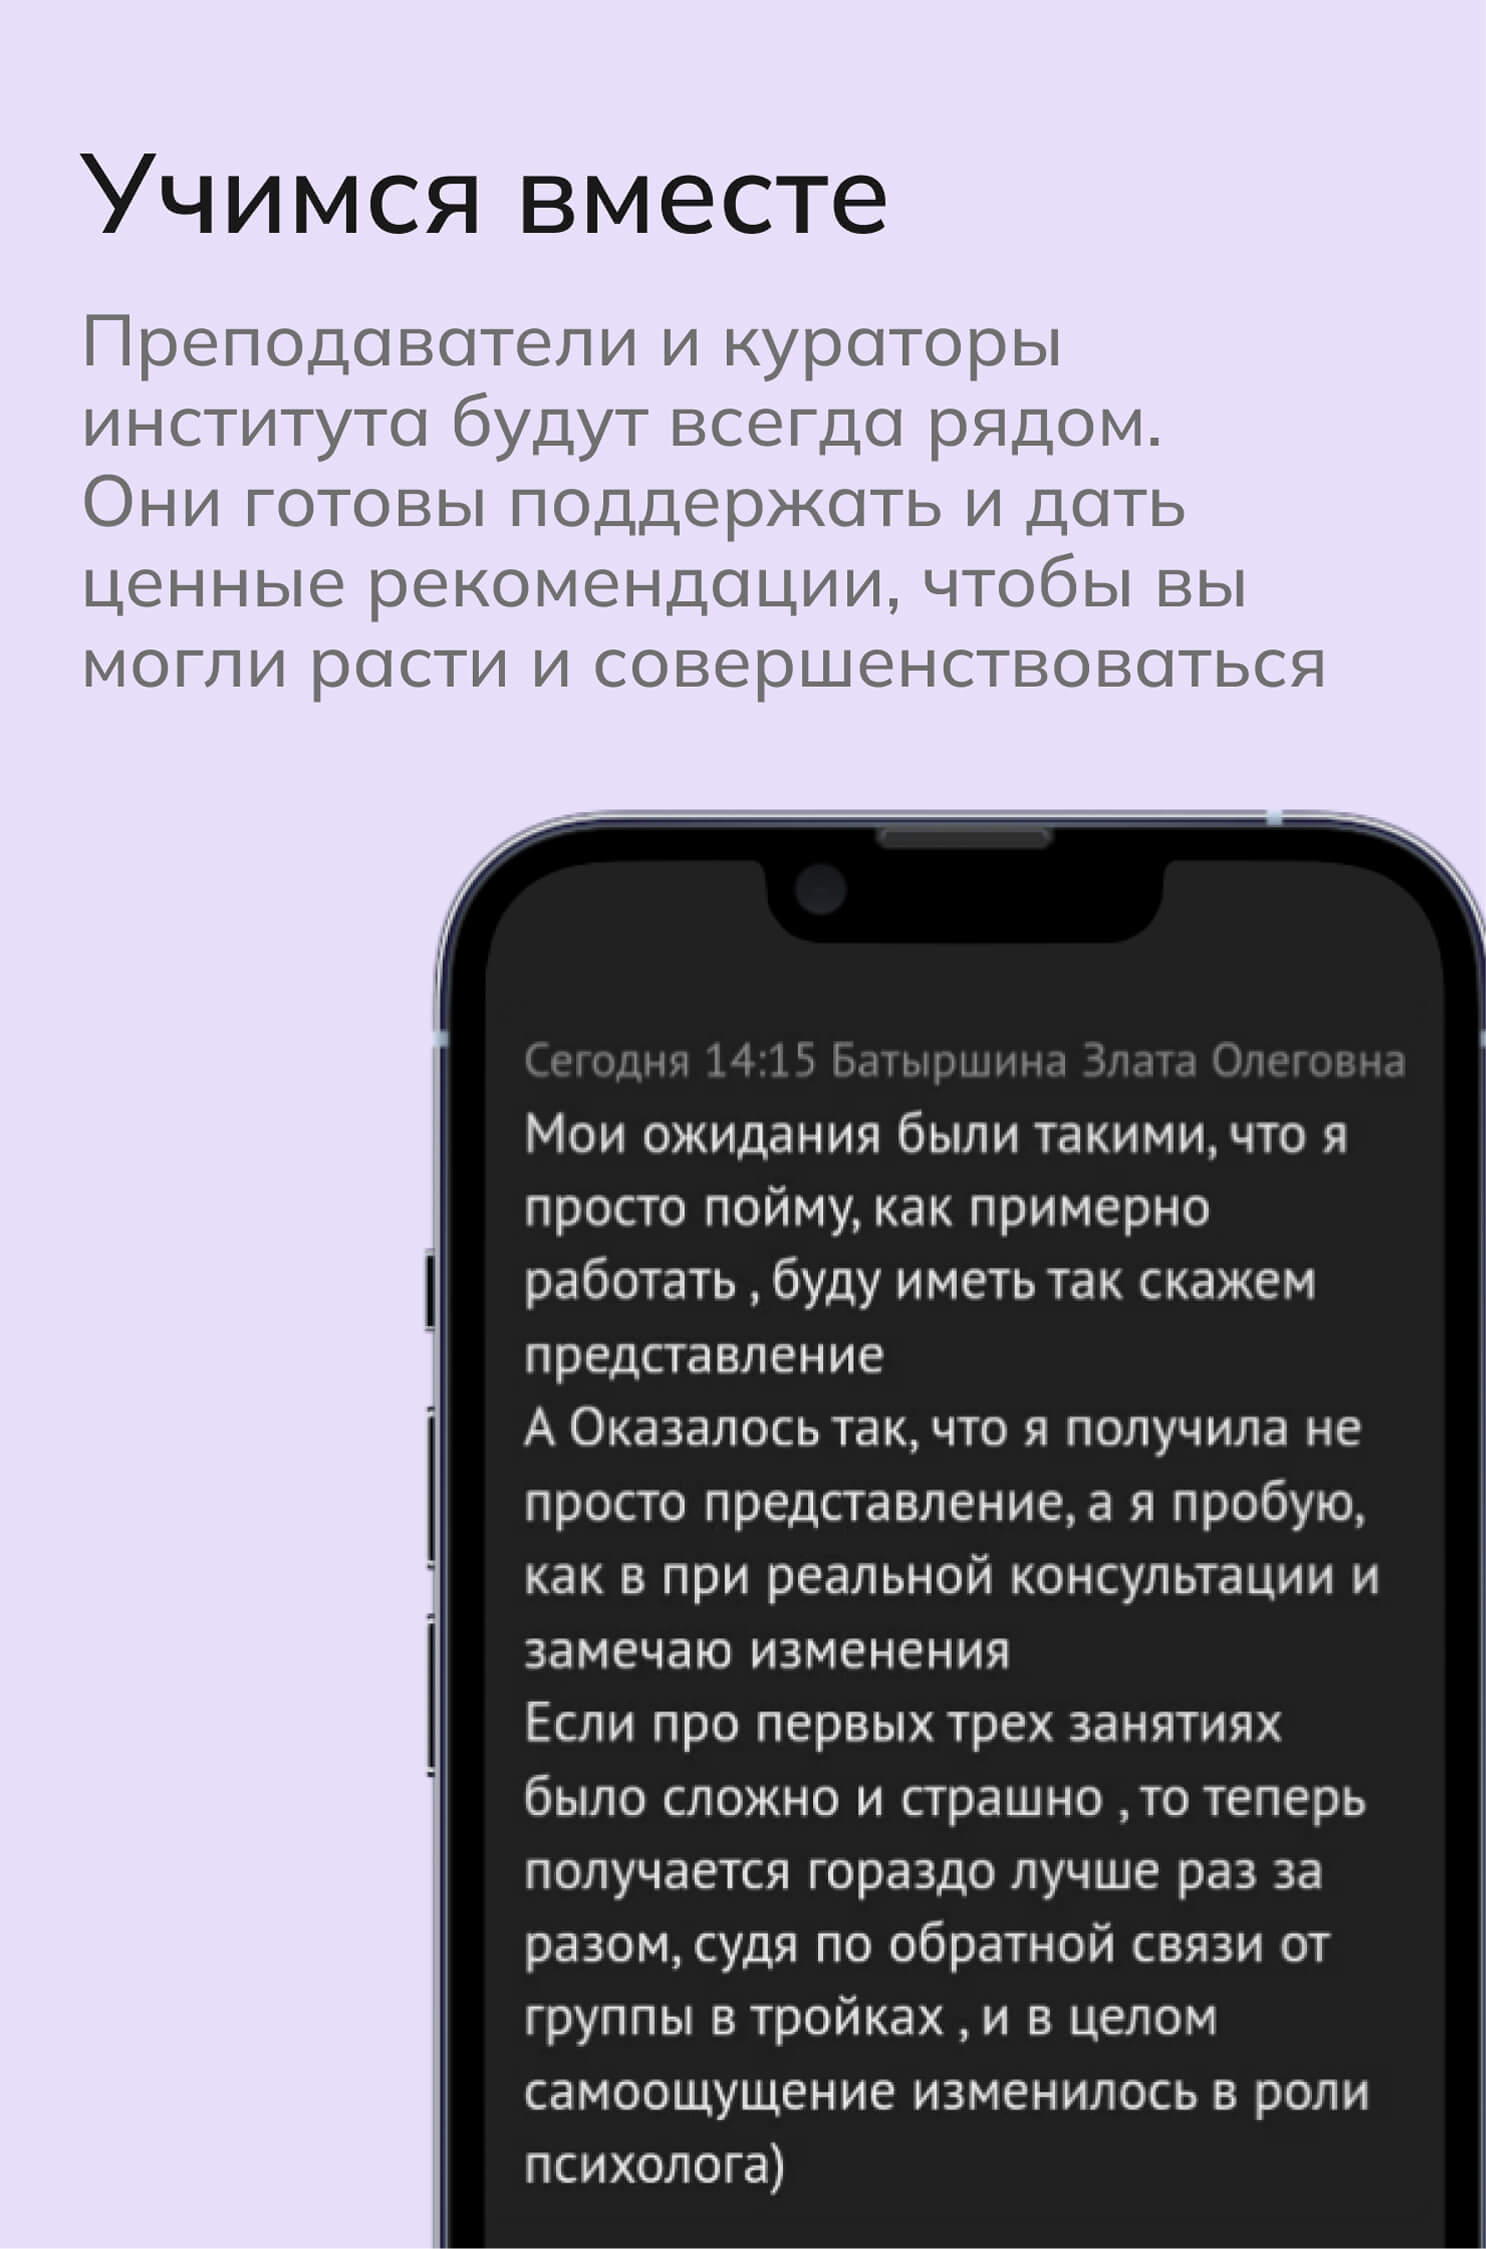 Учимся вместе
Преподаватели и кураторы
института будут всегда рядом.
Они готовы поддержать и дать
ценные рекомендации, чтобы вы
могли расти и совершенствоваться
Сегодня 14:15 Батыршина Злата Олеговна
Мои ожидания были такими, что я
просто пойму, как примерно
работать , буду иметь так скажем
представление
А Оказалось так, что я получила не
просто представление, а я пробую,
как в при реальной консультации и
замечаю изменения
Если про первых трех занятиях
было сложно и страшно , то теперь
получается гораздо лучше раз за
разом, судя по обратной связи от
группы в тройках , и в целом
самоощущение изменилось в роли
психолога)